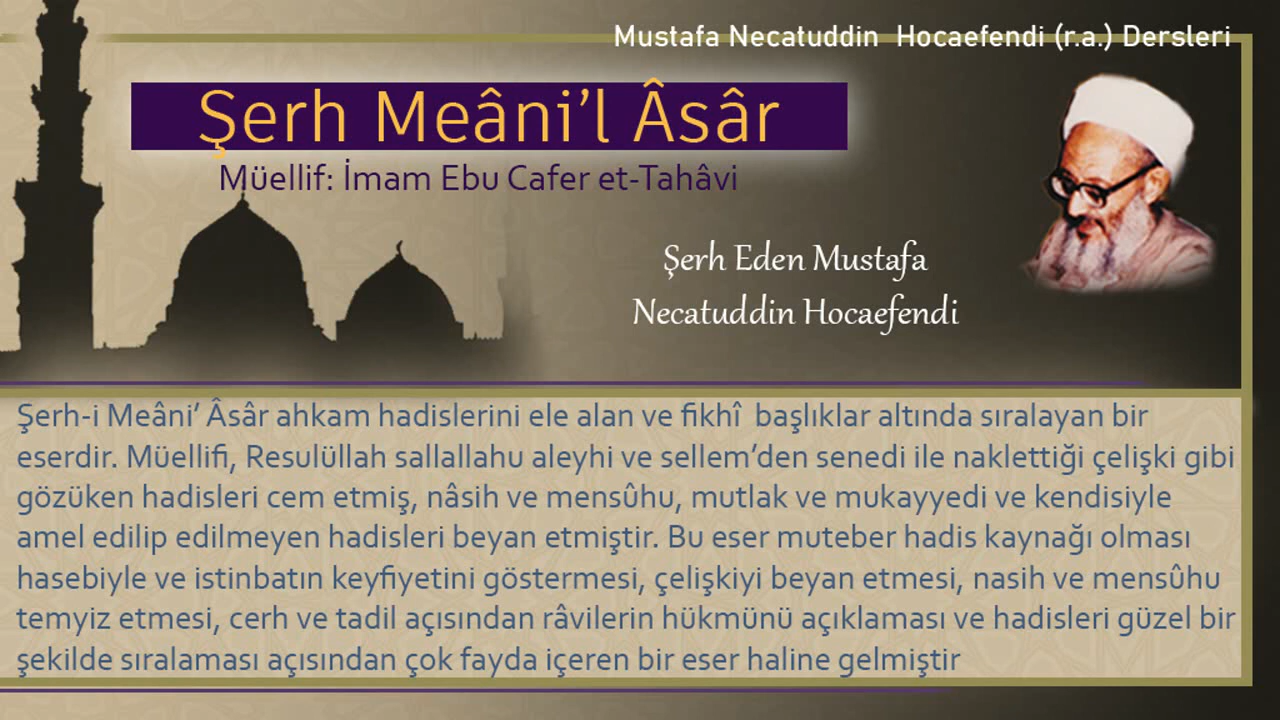 Mustafa Necatuddin Hocaefendi (r.a.) Dersleri
Şerh Meâni’l Âsâr
Müellif: İmam Ebu Cafer et-Tahâvi
Şerh Eden Mustafa
Necatuddin Hocaefendi
Şerh-i Meâni’ Âsâr ahkam hadislerini ele alan ve fikhî başlıklar altında sıralayan bir
eserdir. Müellifi, Resulüllah sallallahu aleyhi ve sellem’den senedi ile naklettiği çelişki gibi
gözüken hadisleri cem etmiş, nâsih ve mensûhu, mutlak ve mukayyedi ve kendisiyle
amel edilip edilmeyen hadisleri beyan etmiştir. Bu eser muteber hadis kaynağı olması
hasebiyle ve istinbatın keyfiyetini göstermesi, çelişkiyi beyan etmesi, nasih ve mensûhu
temyiz etmesi, cerh ve tadil açısından râvilerin hükmünü açıklaması ve hadisleri güzel bir
şekilde sıralaması açısından çok fayda içeren bir eser haline gelmiştir